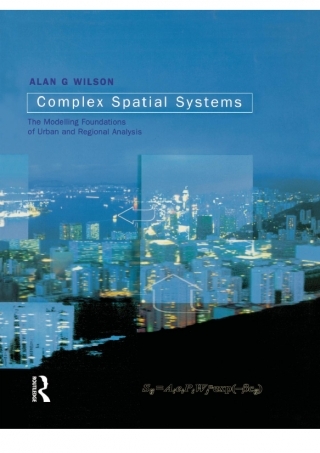 ALAN G WILSON
Complex Spatial Systems
The Modelling Foundations
of Urban and Regional Analysis
ROUTLEDGE